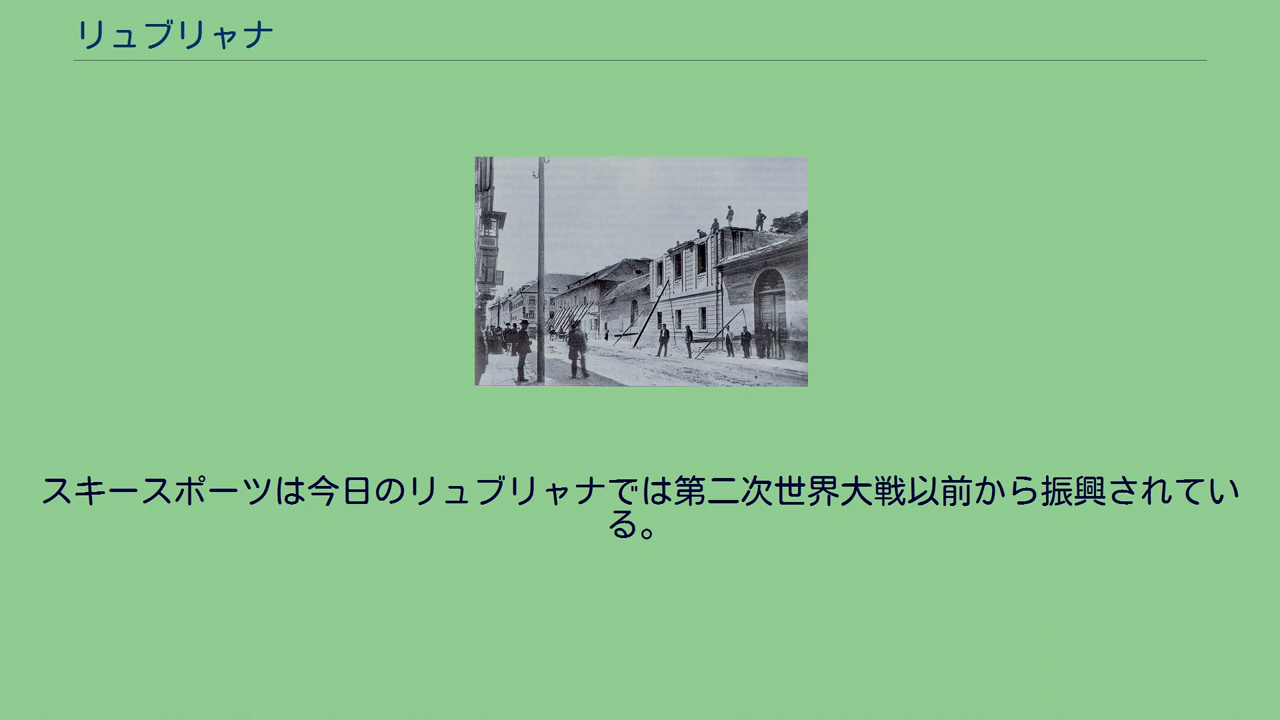 リュブリャナ
スキースポーツは今日のリュブリャナでは第二次世界大戦以前から振興されてい
る。